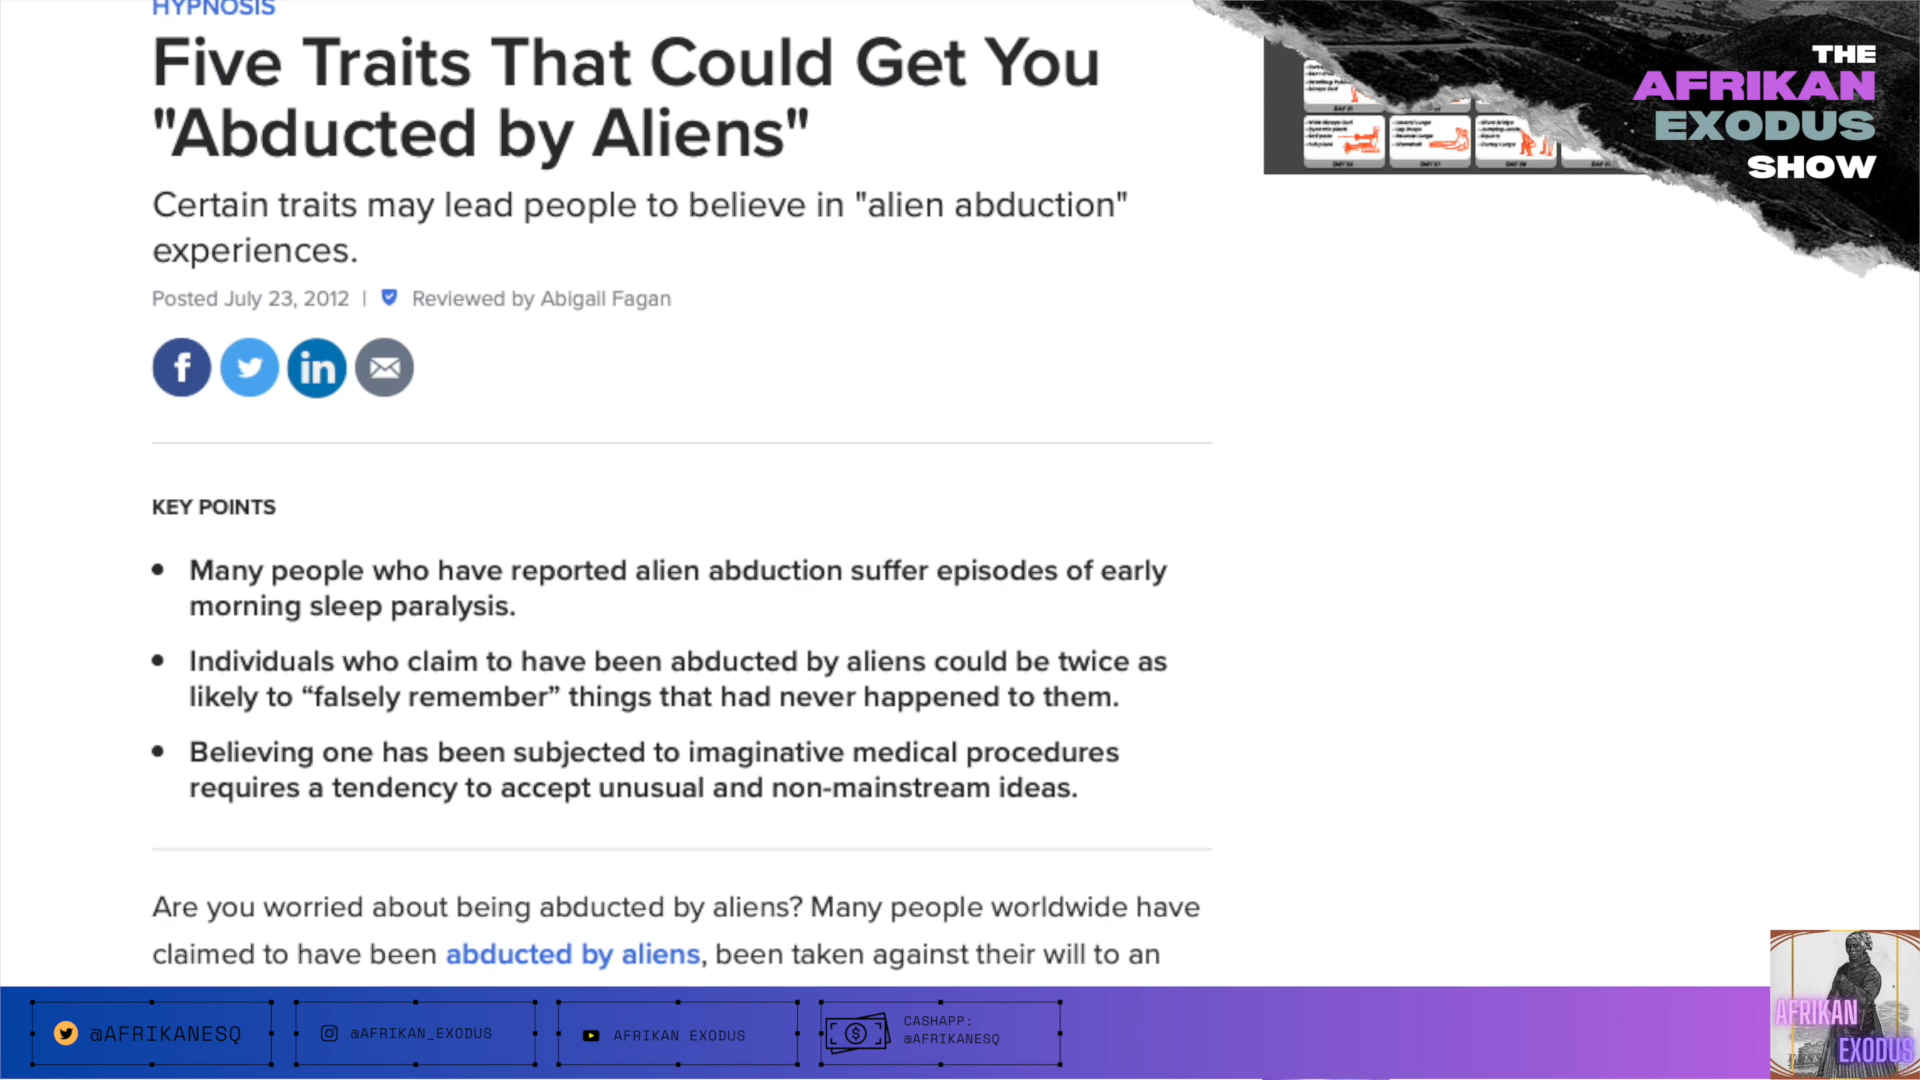 HYPNOSIS
Five Traits That Could Get You
"Abducted by Aliens"
Certain traits may lead people to believe in "alien abduction"
experiences.
Posted July 23, 2012 | Reviewed by Abigail Fagan
KEY POINTS
• Many people who have reported alien abduction suffer episodes of early
morning sleep paralysis.
• Individuals who claim to have been abducted by aliens could be twice as
likely to “falsely remember” things that had never happened to them.
• Believing one has been subjected to imaginative medical procedures
requires a tendency to accept unusual and non-mainstream ideas.
Are you worried about being abducted by aliens? Many people worldwide have
claimed to have been abducted by aliens, been taken against their will to an
THE
AFRIKAN
EXODUS
SHOW
@AFRIKANESQ
@AFRIKAN_EXODUS
AFRIKAN EXODUS
CASHAPP:
@AFRIKANESQ
AFRIKAN
EXODUS